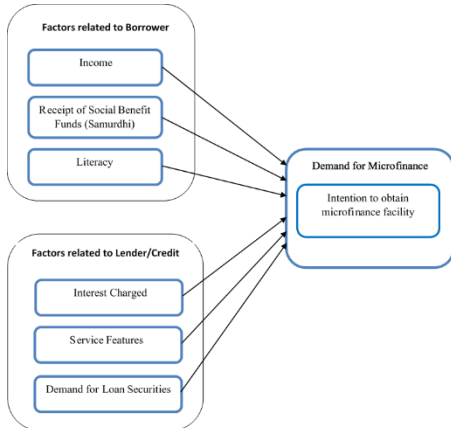 Factors related to Borrower
Income
Receipt of Social Benefit
Funds (Samurdhi)
Literacy
Demand for Microfinance
Intention to obtain
microfinance facility
Factors related to Lender/Credit
Interest Charged
Service Features
Demand for Loan Securities